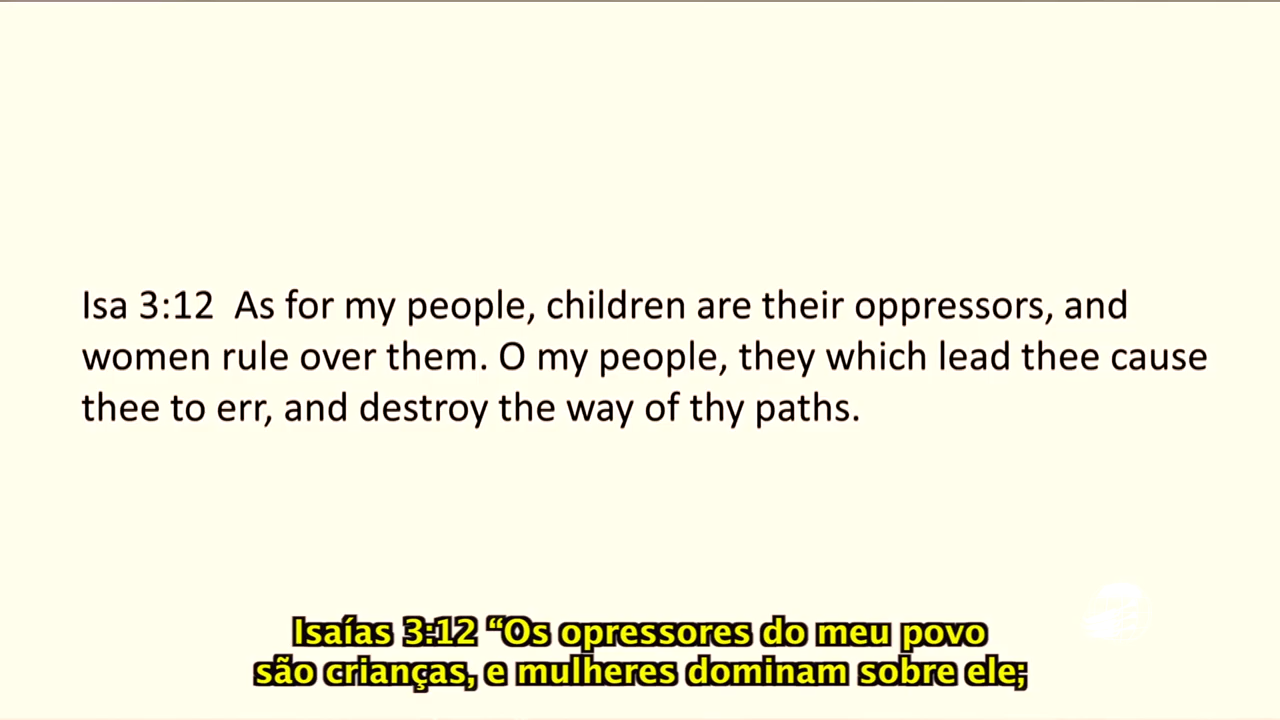 Isa 3:12  As for my people, children are their oppressors, and
women rule over them. O my people, they which lead thee cause
thee to err, and destroy the way of thy paths.
Isaías 3:12 “Os opressores do meu povo
são crianças, e mulheres dominam sobre ele;